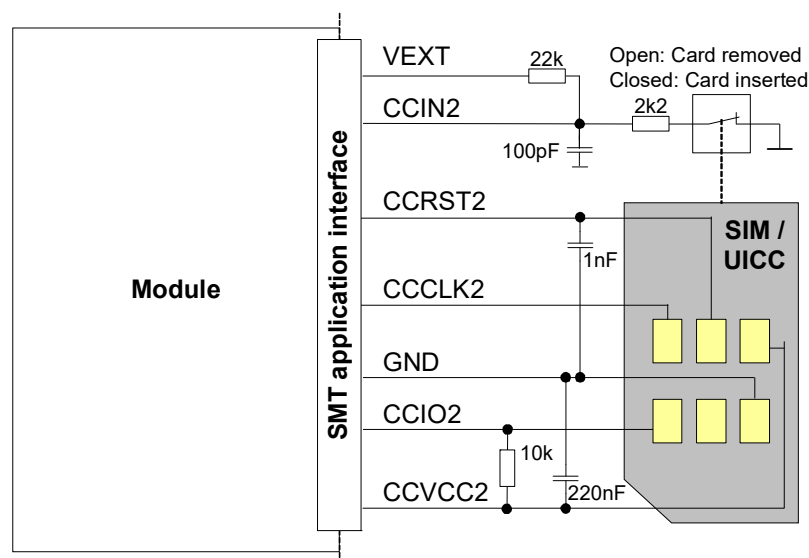 VEXT
22k
Open: Card removed
Closed: Card inserted
CCIN2
2k2
100pF
CCRST2
SIM /
UICC
1nF
Module
SMT application interface
CCCLK2
GND
CCIO2
10k
220nF
CCVCC2